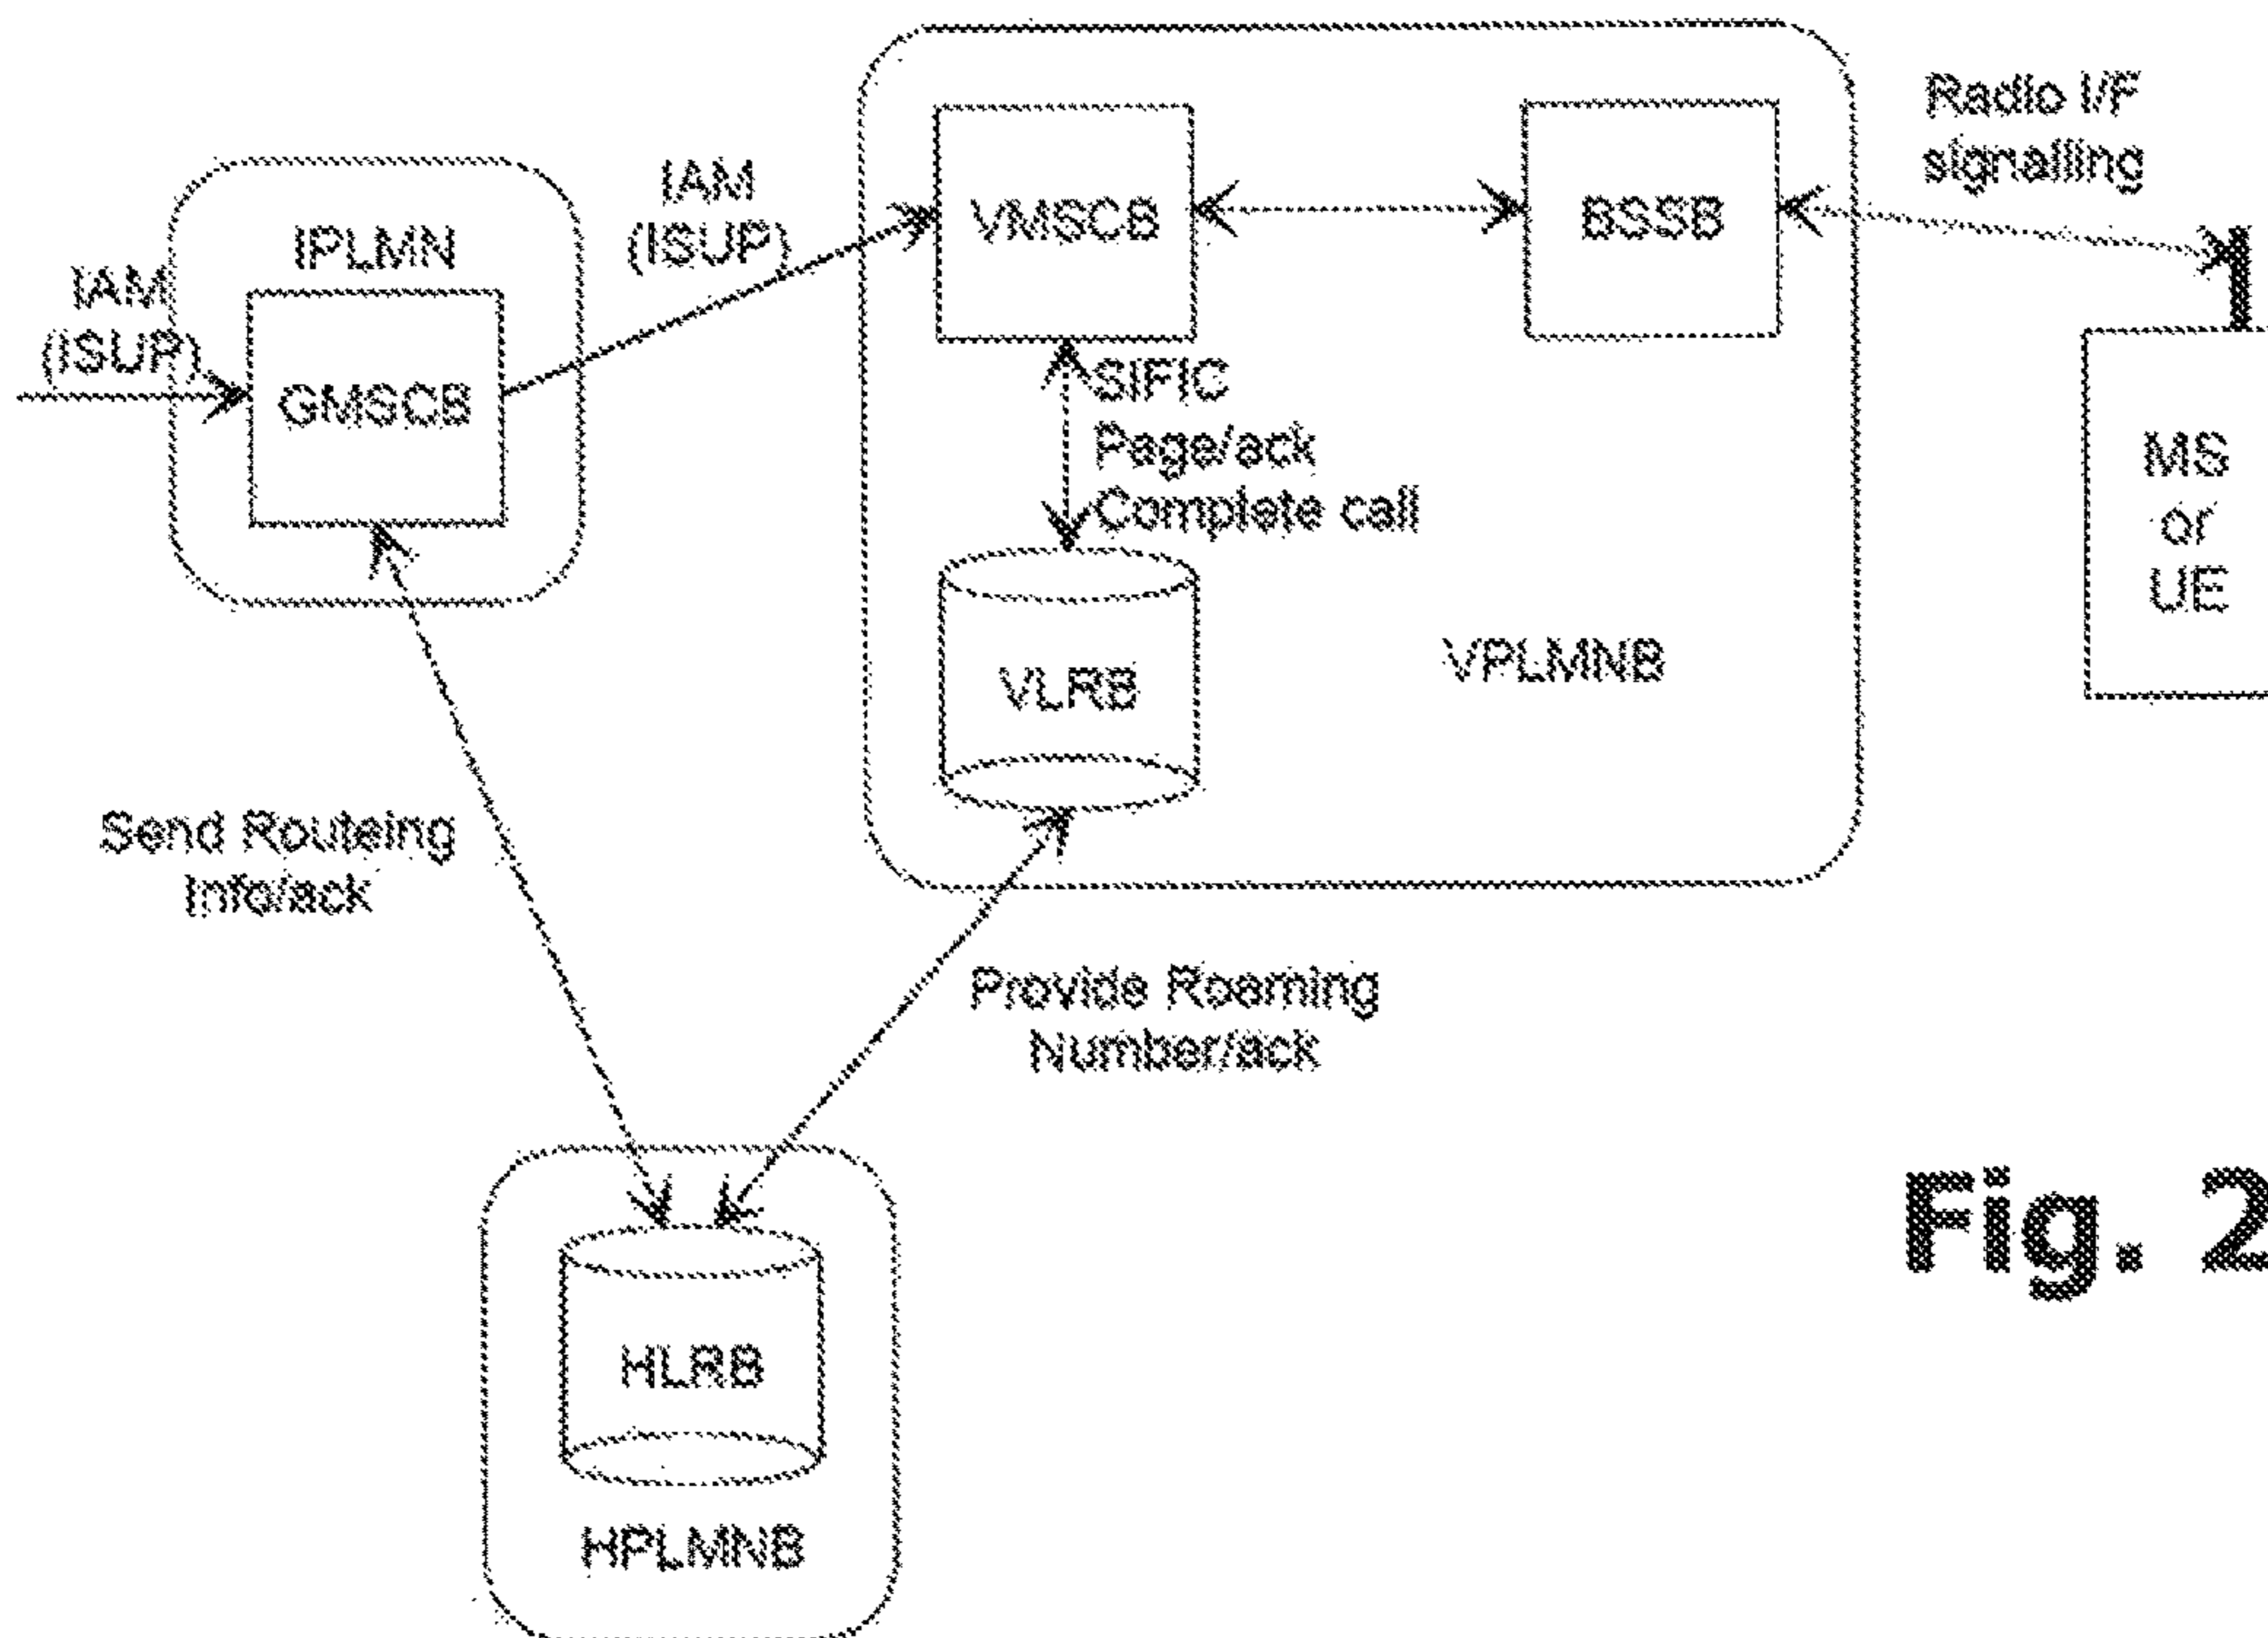 Radio I/F
signalling
IAM
(ISUP)
VMSCB
BSSB
IPLMN
IAM
(ISUP)
GMSCB
SIFIC
Page/ack
Complete call
MS
or
UE
VLRB
VPLMNB
Send Routeing
Info/ack
Provide Roaming
Number/ack
Fig. 2
HLRB
HPLMNB